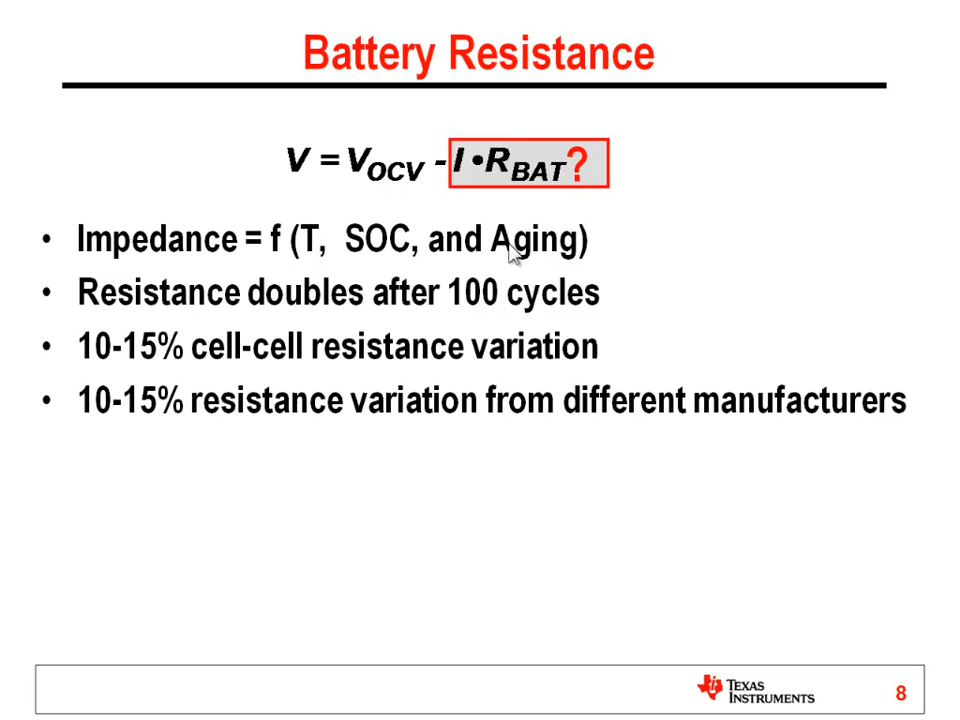 Battery Resistance
V = VOCV - I •RBAT?
• Impedance = f (T, SOC, and Aging)
• Resistance doubles after 100 cycles
• 10-15% cell-cell resistance variation
• 10-15% resistance variation from different manufacturers
TEXAS
INSTRUMENTS
8